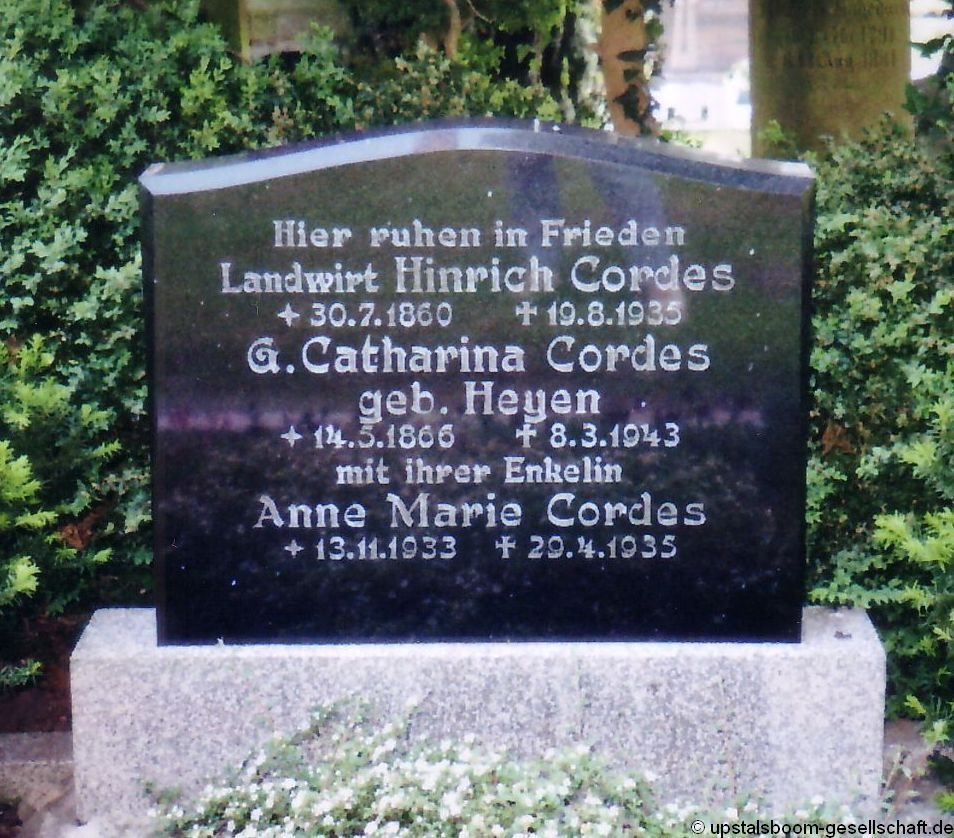 Hier ruhen in Frieden
Landwirt Hinrich Cordes
30.7.1860 19.8.1935
G. Catharina Cordes
geb. Heyen
14.5.1866 8.3.1943
mit ihrer Enkelin
Anne Marie Cordes
13.11.1933 29.4.1935
© upstalsboom-gesellschaft.de